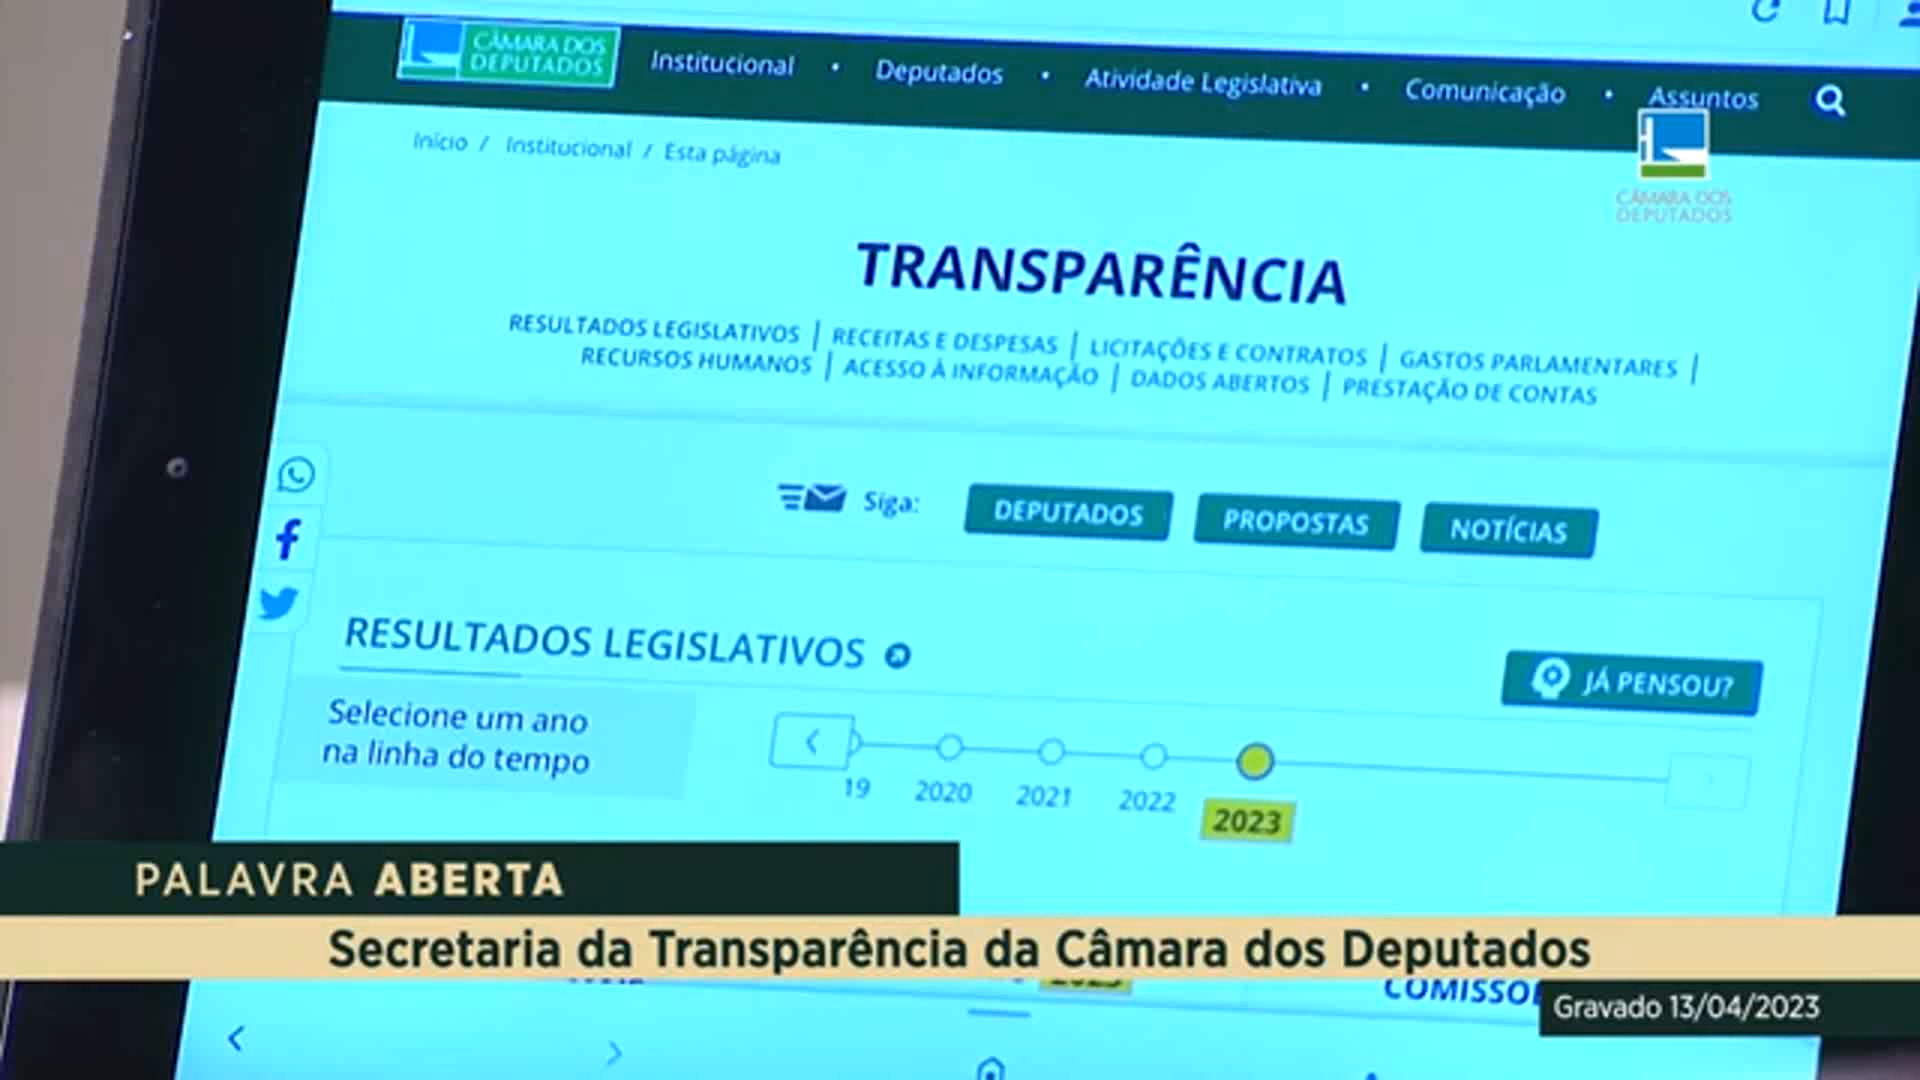 CÂMARA DOS
DEPUTADOS
Institucional • Deputados • Atividade Legislativa • Comunicação • Assuntos
Início / Institucional / Esta página
CÂMARA DOS
DEPUTADOS
TRANSPARÊNCIA
RESULTADOS LEGISLATIVOS | RECEITAS E DESPESAS | LICITAÇÕES E CONTRATOS | GASTOS PARLAMENTARES |
RECURSOS HUMANOS | ACESSO À INFORMAÇÃO | DADOS ABERTOS | PRESTAÇÃO DE CONTAS
Siga: DEPUTADOS PROPOSTAS NOTÍCIAS
RESULTADOS LEGISLATIVOS
JÁ PENSOU?
Selecione um ano
na linha do tempo
19 2020 2021 2022 2023
PALAVRA ABERTA
Secretaria da Transparência da Câmara dos Deputados
Gravado 13/04/2023